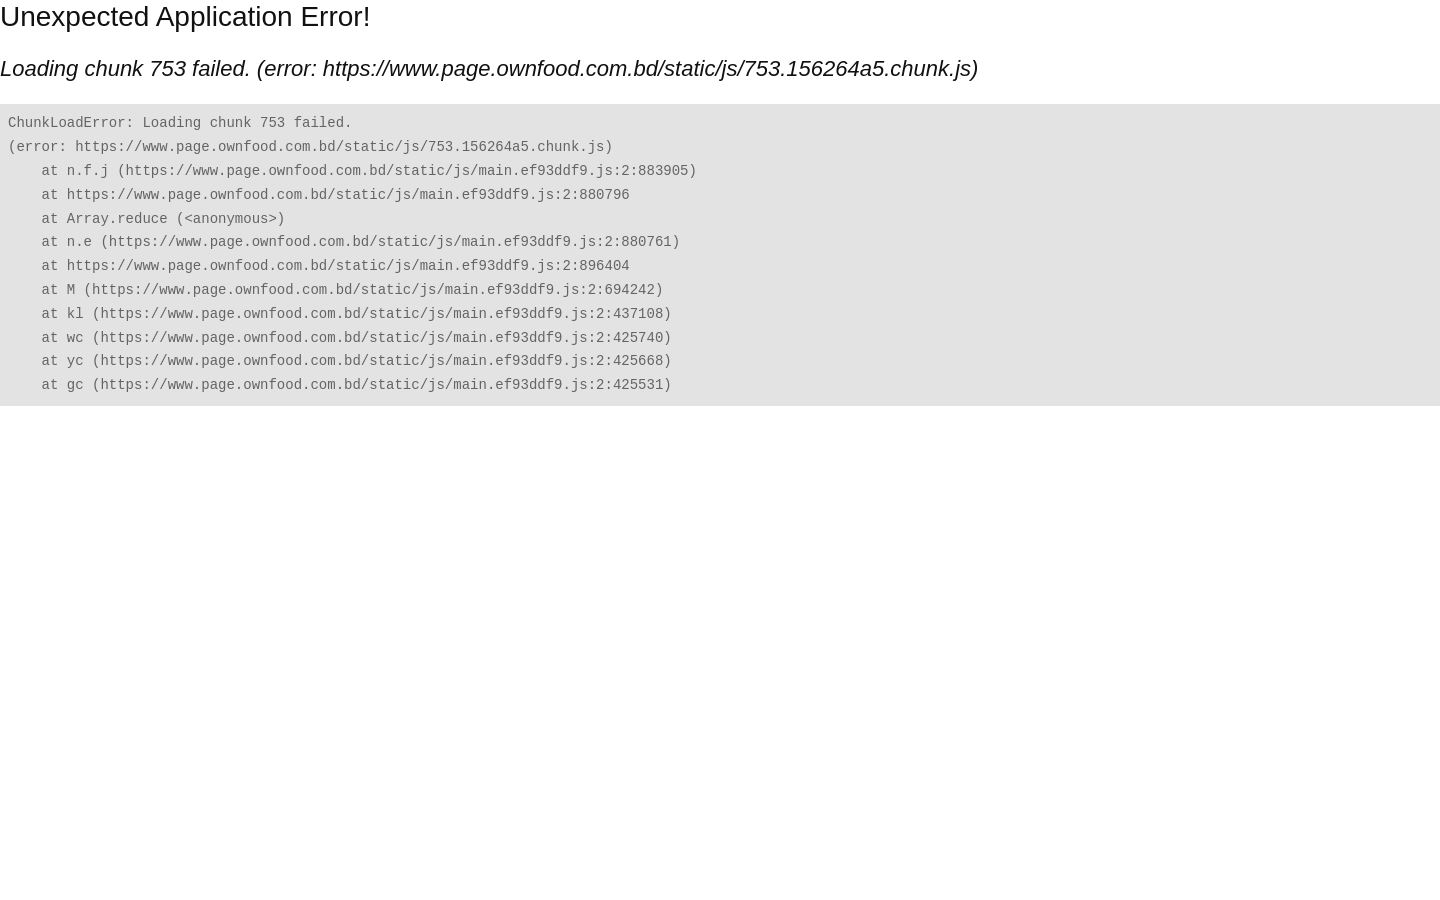 Unexpected Application Error!
Loading chunk 753 failed. (error: https://www.page.ownfood.com.bd/static/js/753.156264a5.chunk.js)
ChunkLoadError: Loading chunk 753 failed.
(error: https://www.page.ownfood.com.bd/static/js/753.156264a5.chunk.js)
    at n.f.j (https://www.page.ownfood.com.bd/static/js/main.ef93ddf9.js:2:883905)
    at https://www.page.ownfood.com.bd/static/js/main.ef93ddf9.js:2:880796
    at Array.reduce (<anonymous>)
    at n.e (https://www.page.ownfood.com.bd/static/js/main.ef93ddf9.js:2:880761)
    at https://www.page.ownfood.com.bd/static/js/main.ef93ddf9.js:2:896404
    at M (https://www.page.ownfood.com.bd/static/js/main.ef93ddf9.js:2:694242)
    at kl (https://www.page.ownfood.com.bd/static/js/main.ef93ddf9.js:2:437108)
    at wc (https://www.page.ownfood.com.bd/static/js/main.ef93ddf9.js:2:425740)
    at yc (https://www.page.ownfood.com.bd/static/js/main.ef93ddf9.js:2:425668)
    at gc (https://www.page.ownfood.com.bd/static/js/main.ef93ddf9.js:2:425531)